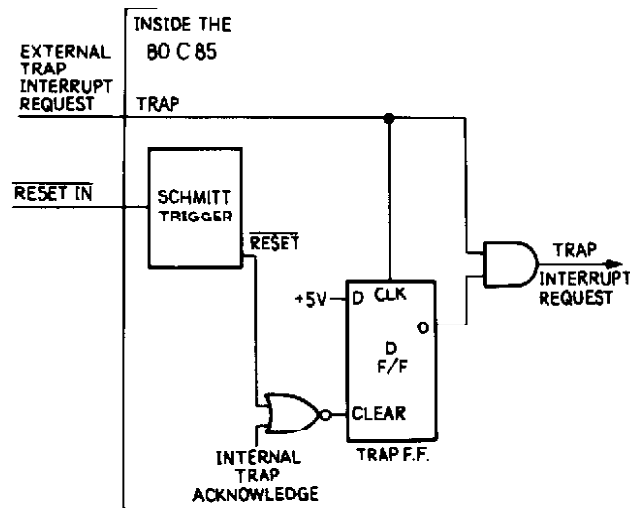 INSIDE THE
80 C 85
EXTERNAL
TRAP
INTERRUPT
REQUEST
TRAP
RESET IN
SCHMITT
TRIGGER
RESET
TRAP
INTERRUPT
REQUEST
+5V
D CLK
O
D
F/F
CLEAR
TRAP F.F.
INTERNAL
TRAP
ACKNOWLEDGE